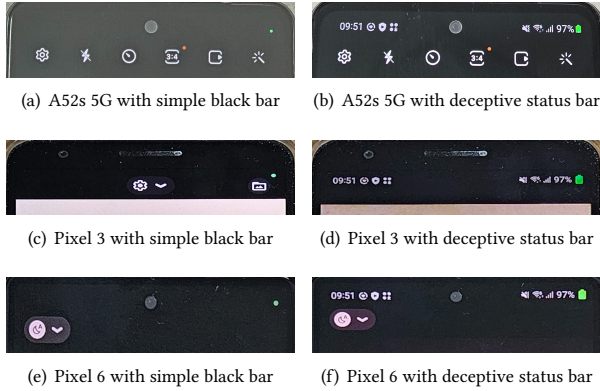 3:4
(a) A52s 5G with simple black bar
09:51 97%
3:4
(b) A52s 5G with deceptive status bar
(c) Pixel 3 with simple black bar
09:51 97%
(d) Pixel 3 with deceptive status bar
(e) Pixel 6 with simple black bar
09:51 97%
(f) Pixel 6 with deceptive status bar